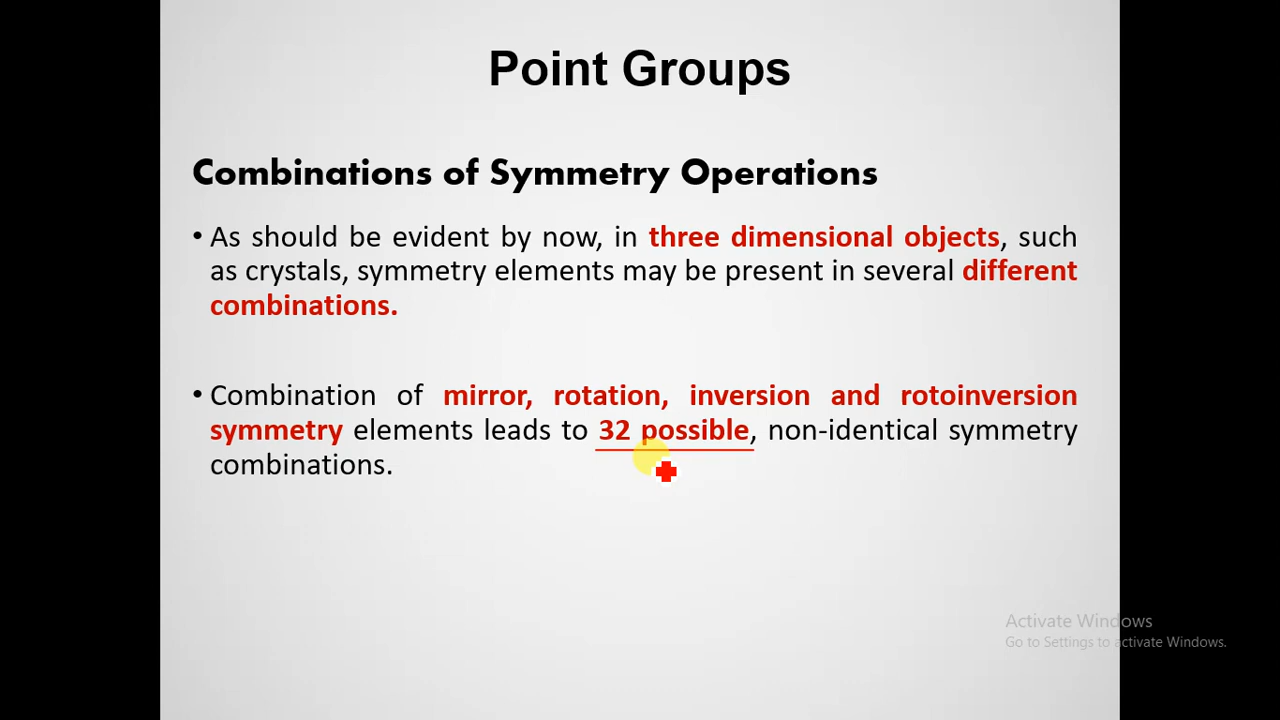 Point Groups
Combinations of Symmetry Operations
• As should be evident by now, in three dimensional objects, such
as crystals, symmetry elements may be present in several different
combinations.
• Combination of mirror, rotation, inversion and rotoinversion
symmetry elements leads to 32 possible, non-identical symmetry
combinations.
Activate Windows
Go to Settings to activate Windows.